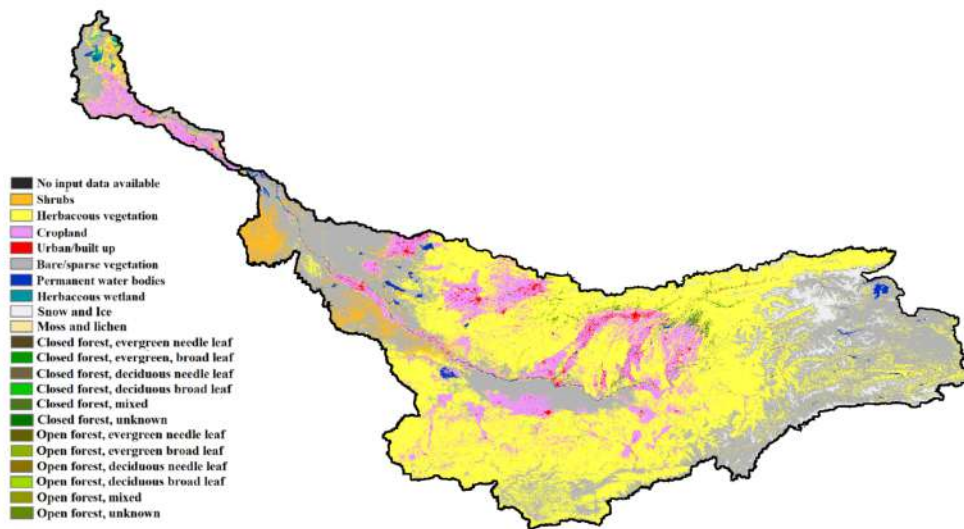 No input data available
Shrubs
Herbaceous vegetation
Cropland
Urban/built up
Bare/sparse vegetation
Permanent water bodies
Herbaceous wetland
Snow and Ice
Moss and lichen
Closed forest, evergreen needle leaf
Closed forest, evergreen, broad leaf
Closed forest, deciduous needle leaf
Closed forest, deciduous broad leaf
Closed forest, mixed
Closed forest, unknown
Open forest, evergreen needle leaf
Open forest, evergreen broad leaf
Open forest, deciduous needle leaf
Open forest, deciduous broad leaf
Open forest, mixed
Open forest, unknown